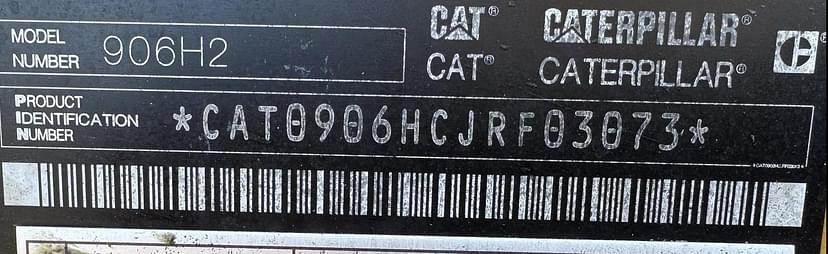 CAT CATERPILLAR®
MODEL NUMBER 906H2
CAT® CATERPILLAR®
PRODUCT IDENTIFICATION NUMBER *CAT0906HCJRF03073*